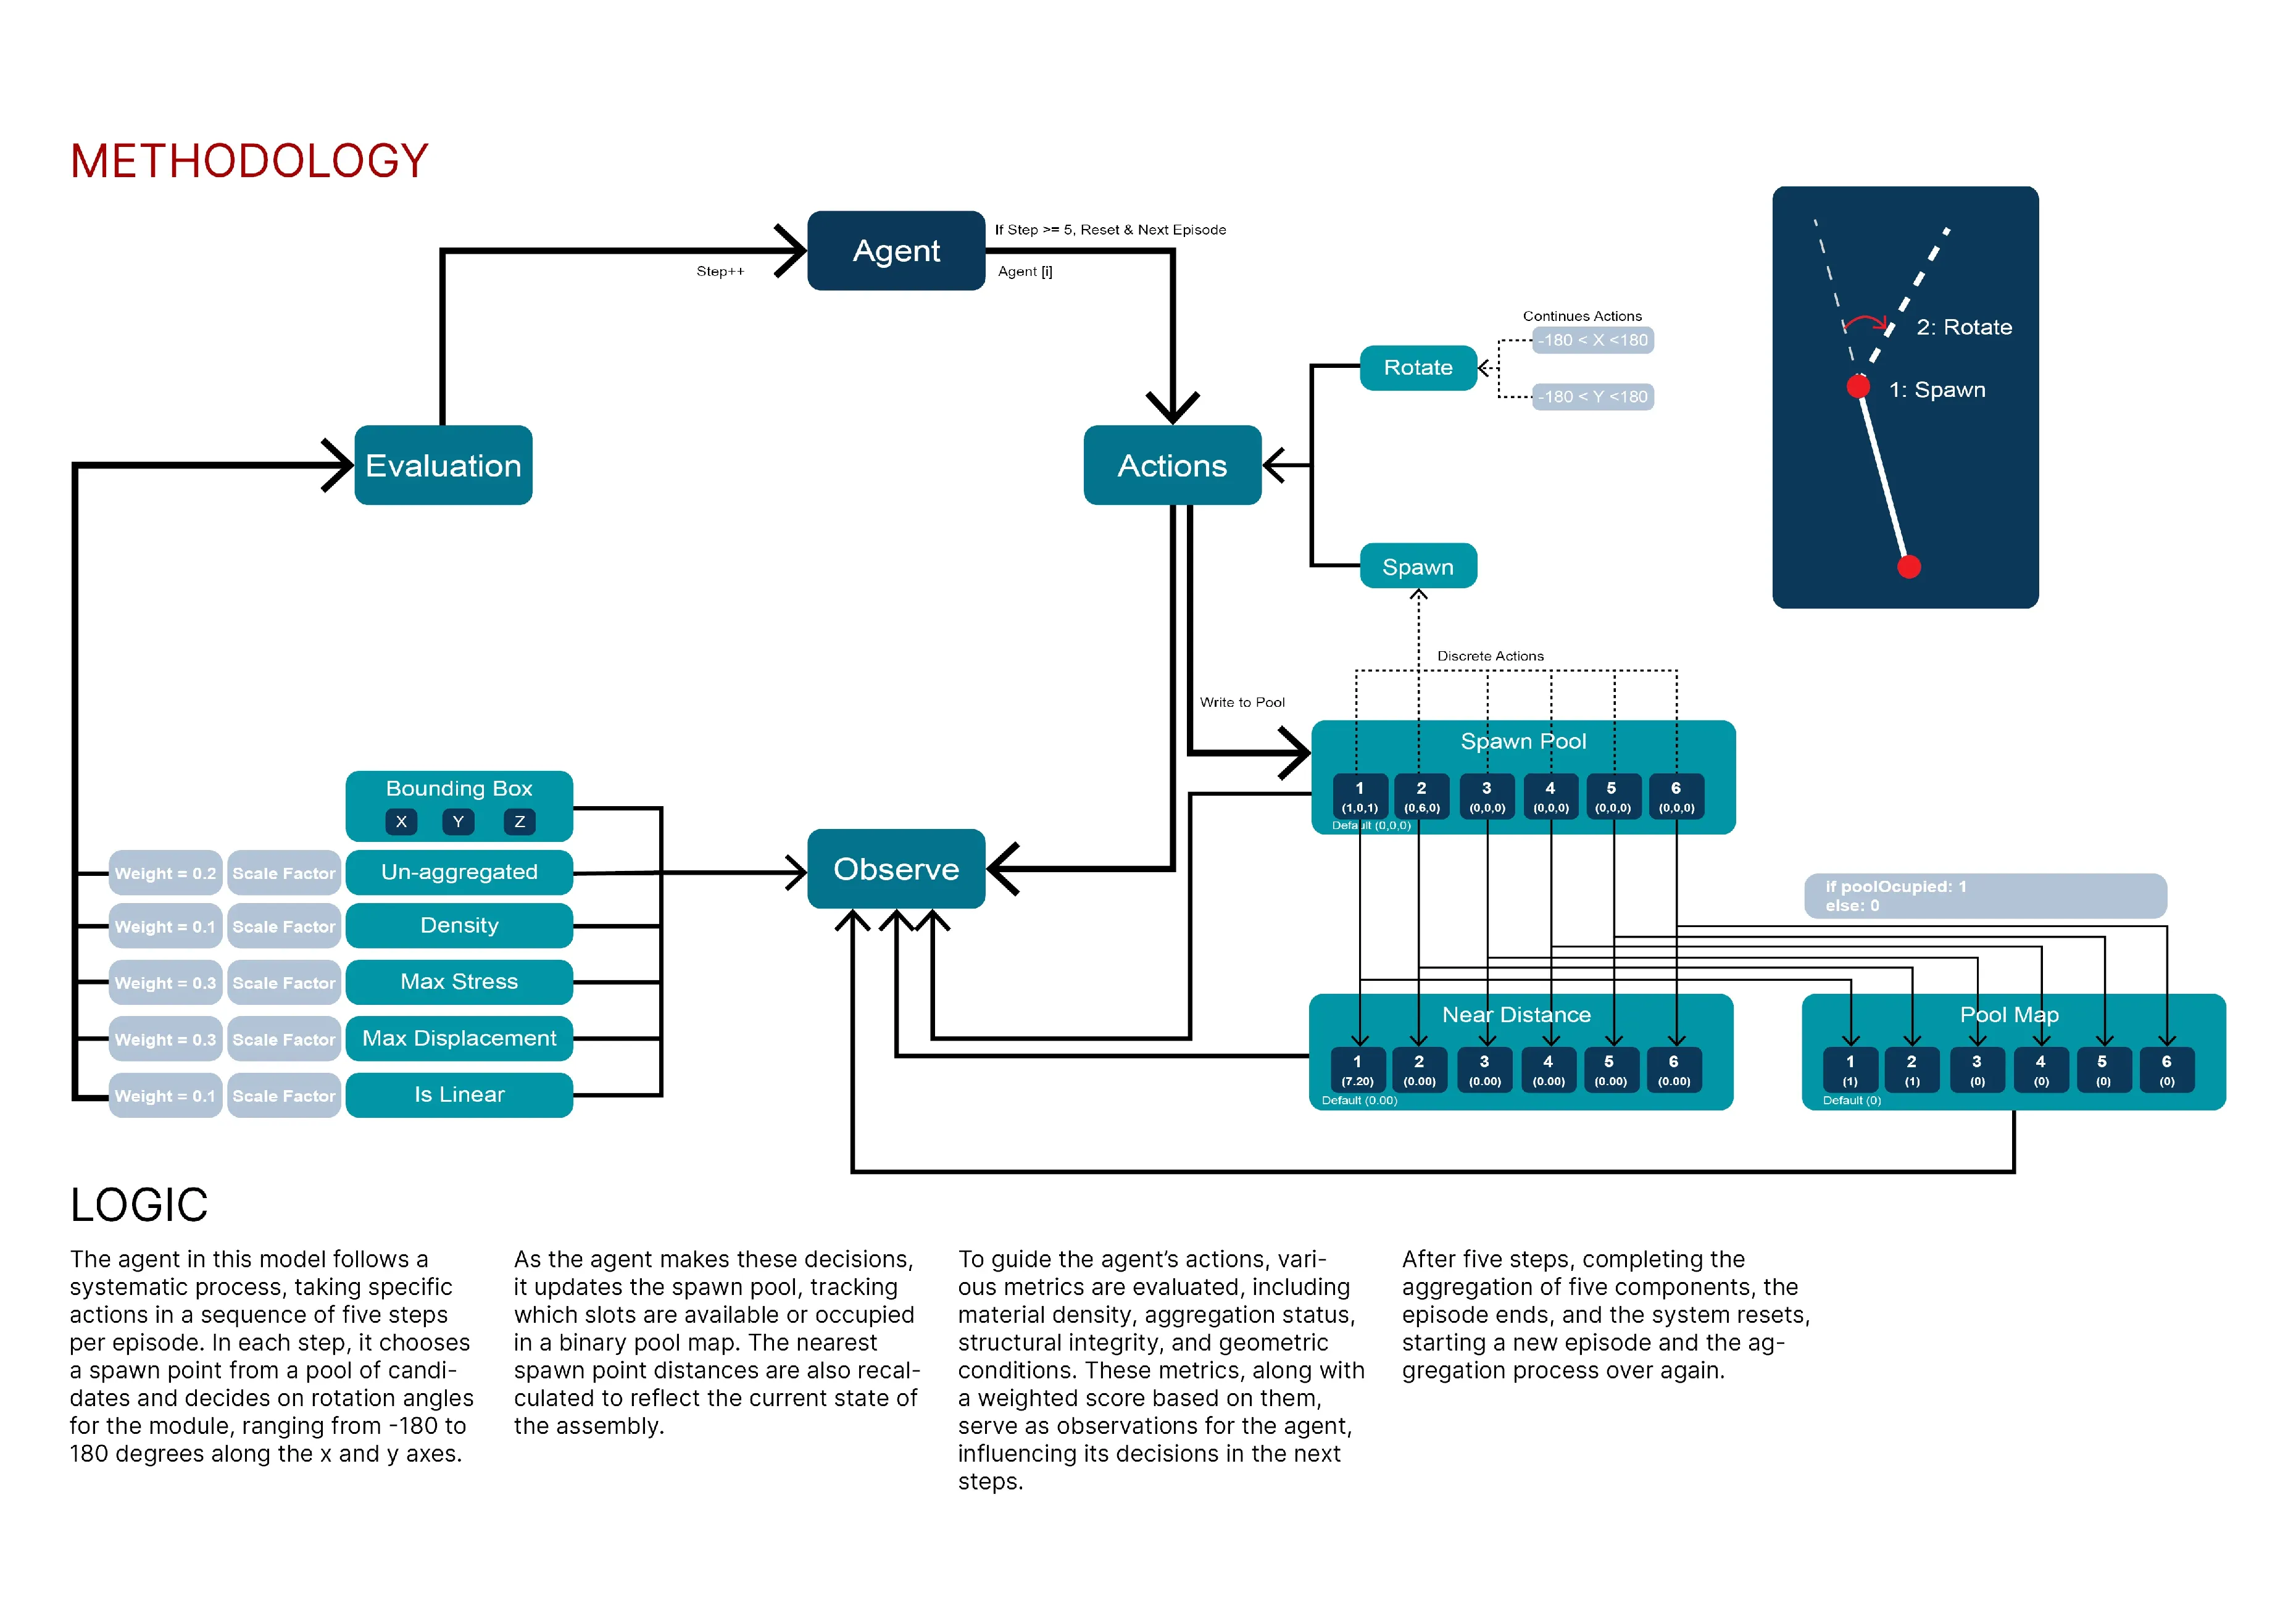 METHODOLOGY
Agent
If Step >= 5, Reset & Next Episode
Step++
Agent [i]
Continues Actions
-180 < X <180
Rotate
-180 < Y <180
2: Rotate
1: Spawn
Evaluation
Actions
Spawn
Discrete Actions
Write to Pool
Spawn Pool
1 2 3 4 5 6
(1,0,1) (0,6,0) (0,0,0) (0,0,0) (0,0,0) (0,0,0)
Default (0,0,0)
Bounding Box
X Y Z
Observe
Weight = 0.2 Scale Factor Un-aggregated
Weight = 0.1 Scale Factor Density
Weight = 0.3 Scale Factor Max Stress
Weight = 0.3 Scale Factor Max Displacement
Weight = 0.1 Scale Factor Is Linear
if poolOcupied: 1
else: 0
Near Distance
1 2 3 4 5 6
(7.20) (0.00) (0.00) (0.00) (0.00) (0.00)
Default (0.00)
Pool Map
1 2 3 4 5 6
(1) (1) (0) (0) (0) (0)
Default (0)
LOGIC
The agent in this model follows a
systematic process, taking specific
actions in a sequence of five steps
per episode. In each step, it chooses
a spawn point from a pool of candi-
dates and decides on rotation angles
for the module, ranging from -180 to
180 degrees along the x and y axes.
As the agent makes these decisions,
it updates the spawn pool, tracking
which slots are available or occupied
in a binary pool map. The nearest
spawn point distances are also recal-
culated to reflect the current state of
the assembly.
To guide the agent’s actions, vari-
ous metrics are evaluated, including
material density, aggregation status,
structural integrity, and geometric
conditions. These metrics, along with
a weighted score based on them,
serve as observations for the agent,
influencing its decisions in the next
steps.
After five steps, completing the
aggregation of five components, the
episode ends, and the system resets,
starting a new episode and the ag-
gregation process over again.